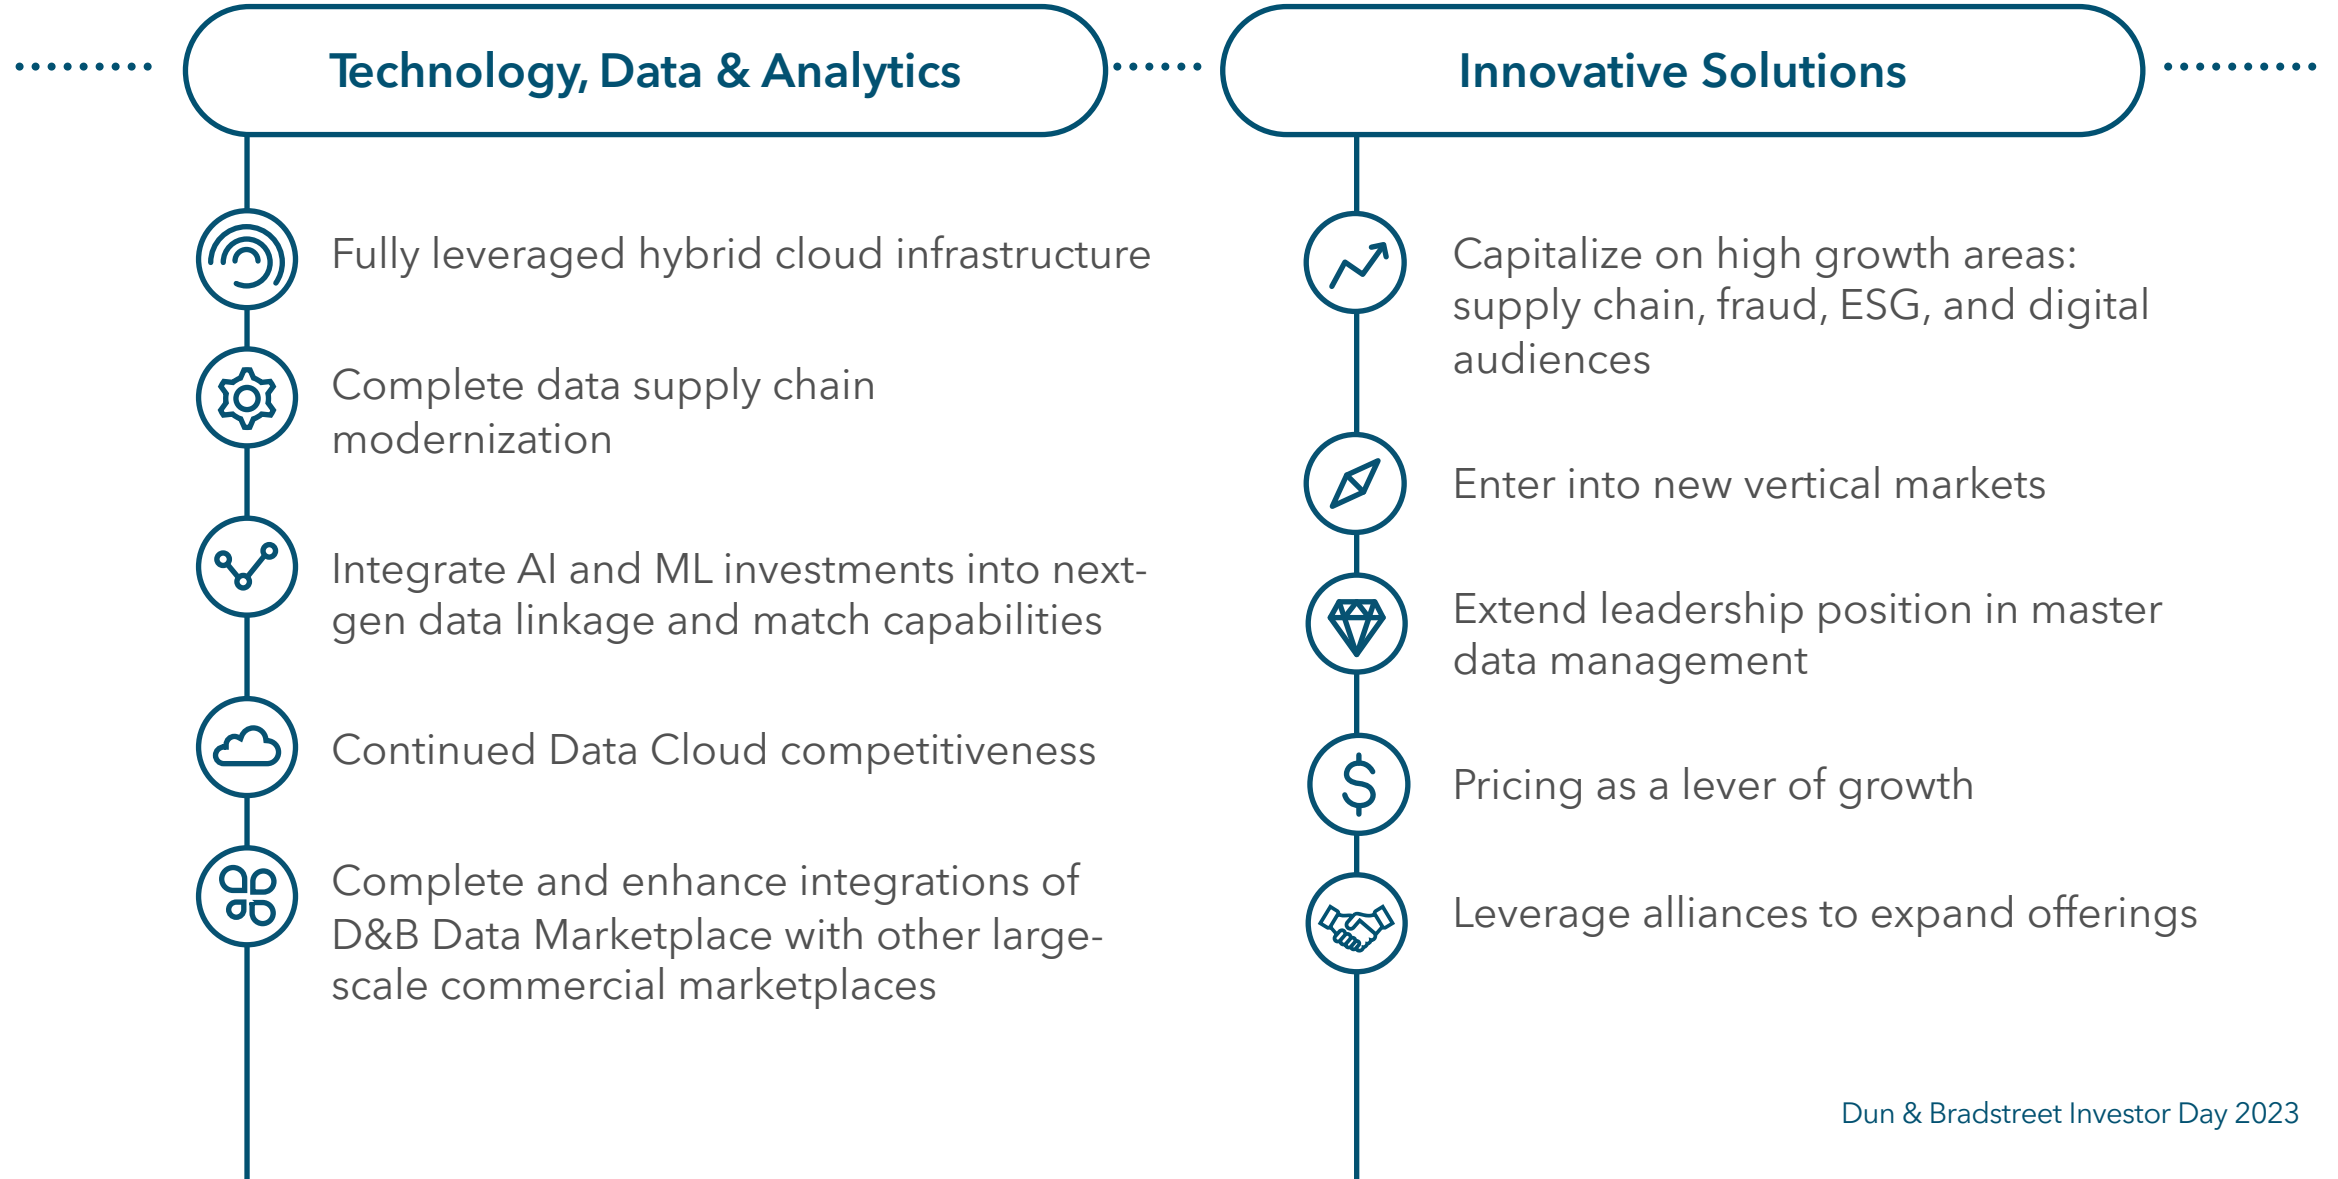 Technology, Data & Analytics
Fully leveraged hybrid cloud infrastructure
Complete data supply chain
modernization
Integrate AI and ML investments into next-
gen data linkage and match capabilities
Continued Data Cloud competitiveness
Complete and enhance integrations of
D&B Data Marketplace with other large-
scale commercial marketplaces
Innovative Solutions
Capitalize on high growth areas:
supply chain, fraud, ESG, and digital
audiences
Enter into new vertical markets
Extend leadership position in master
data management
$
Pricing as a lever of growth
Leverage alliances to expand offerings
Dun & Bradstreet Investor Day 2023